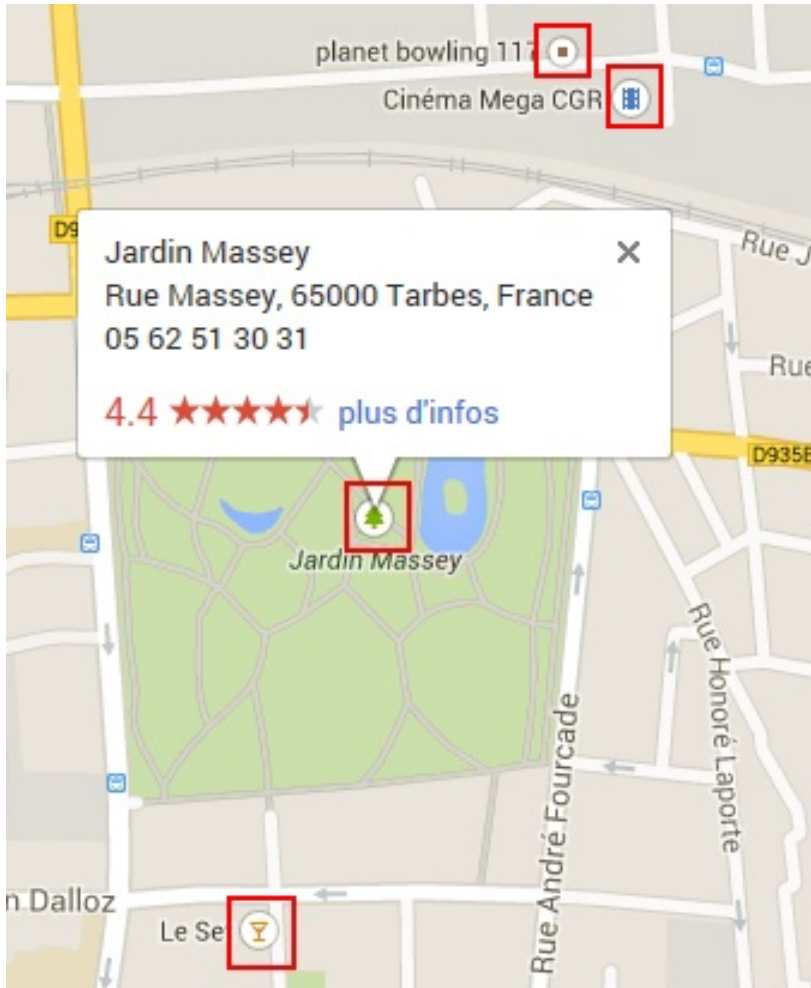 planet bowling 117
Cinéma Mega CGR
Jardin Massey
Rue Massey, 65000 Tarbes, France
05 62 51 30 31
4.4 plus d'infos
Rue J
Rue
D9
D935B
Jardin Massey
Rue Honoré Laporte
Rue André Fourcade
n Dalloz
Le Se